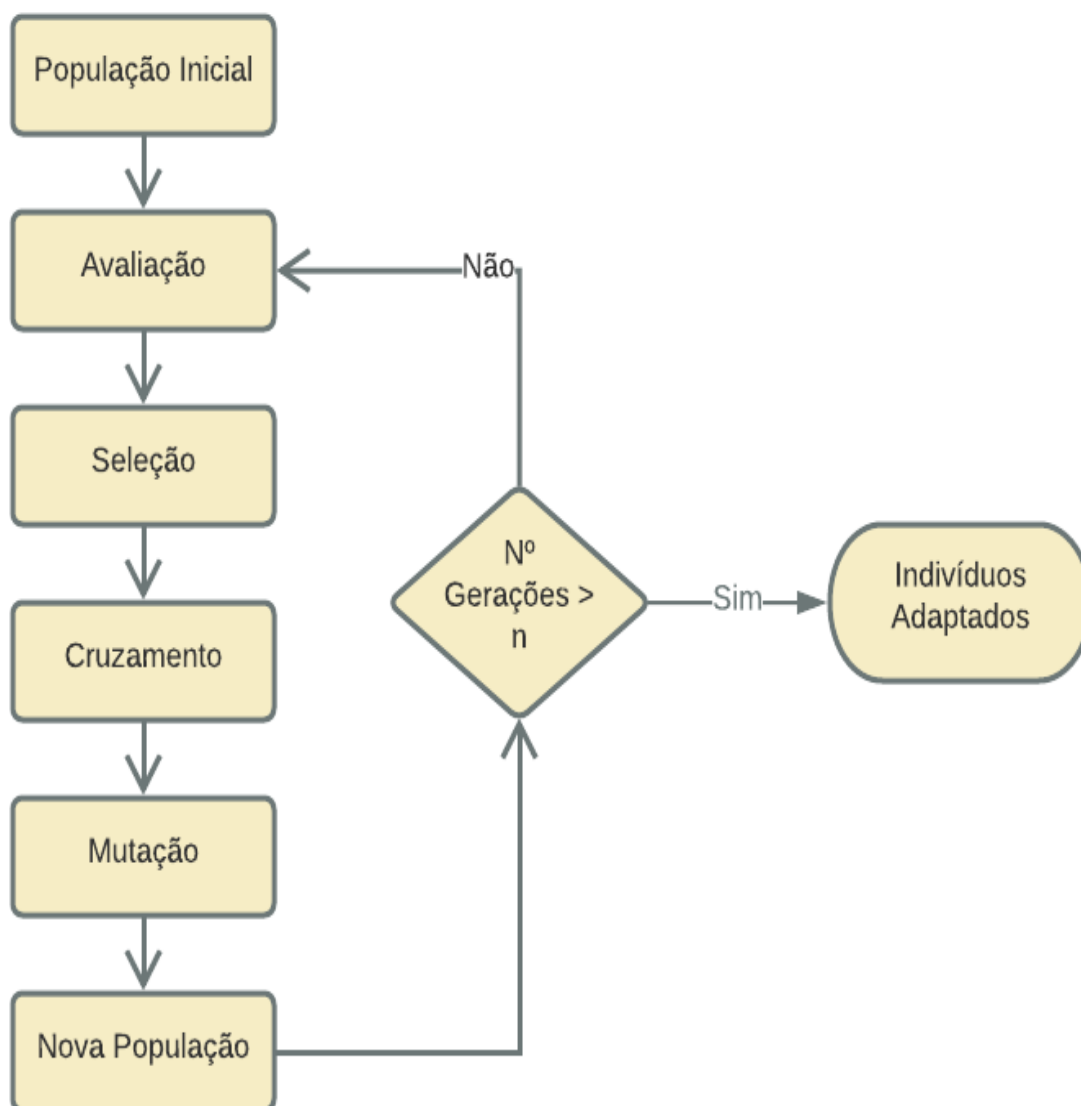 População Inicial
Avaliação
Não
Seleção
Nº
Gerações >
n
Sim
Indivíduos
Adaptados
Cruzamento
Mutação
Nova População